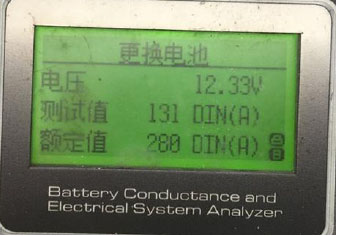 更换电池
电压 12.33V
测试值 131 DIN(A)
额定值 280 DIN(A)
Battery Conductance and
Electrical System Analyzer